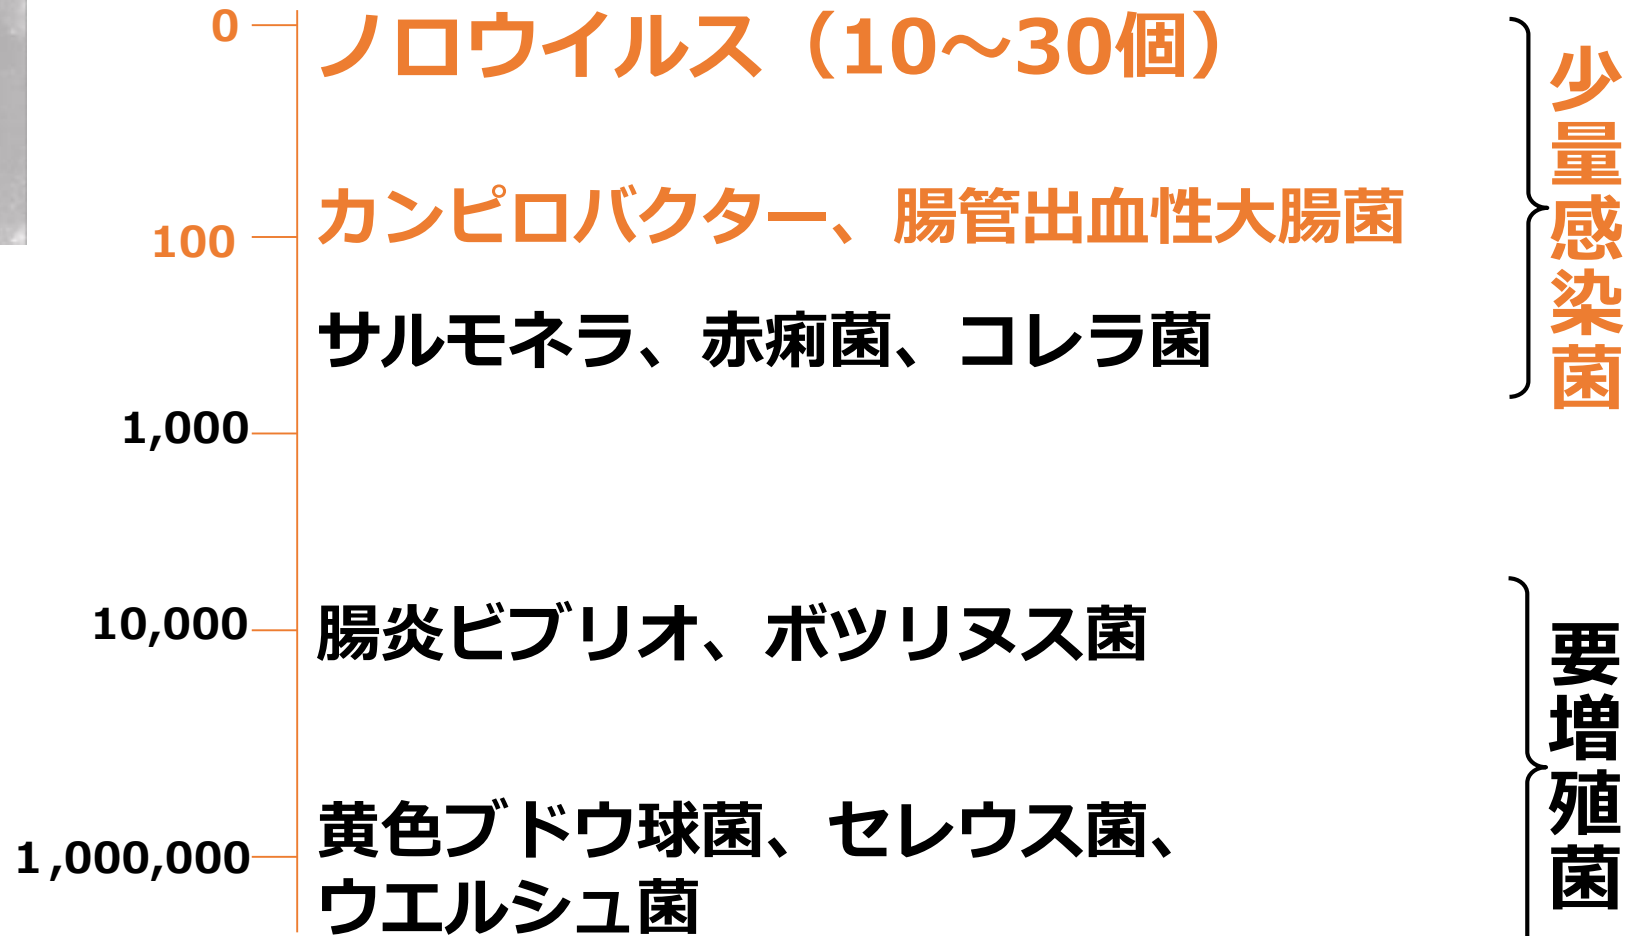 0
ノロウイルス（10～30個）
100
カンピロバクター、腸管出血性大腸菌
サルモネラ、赤痢菌、コレラ菌
1,000
少量感染菌
10,000
腸炎ビブリオ、ボツリヌス菌
1,000,000
黄色ブドウ球菌、セレウス菌、
ウエルシュ菌
要増殖菌